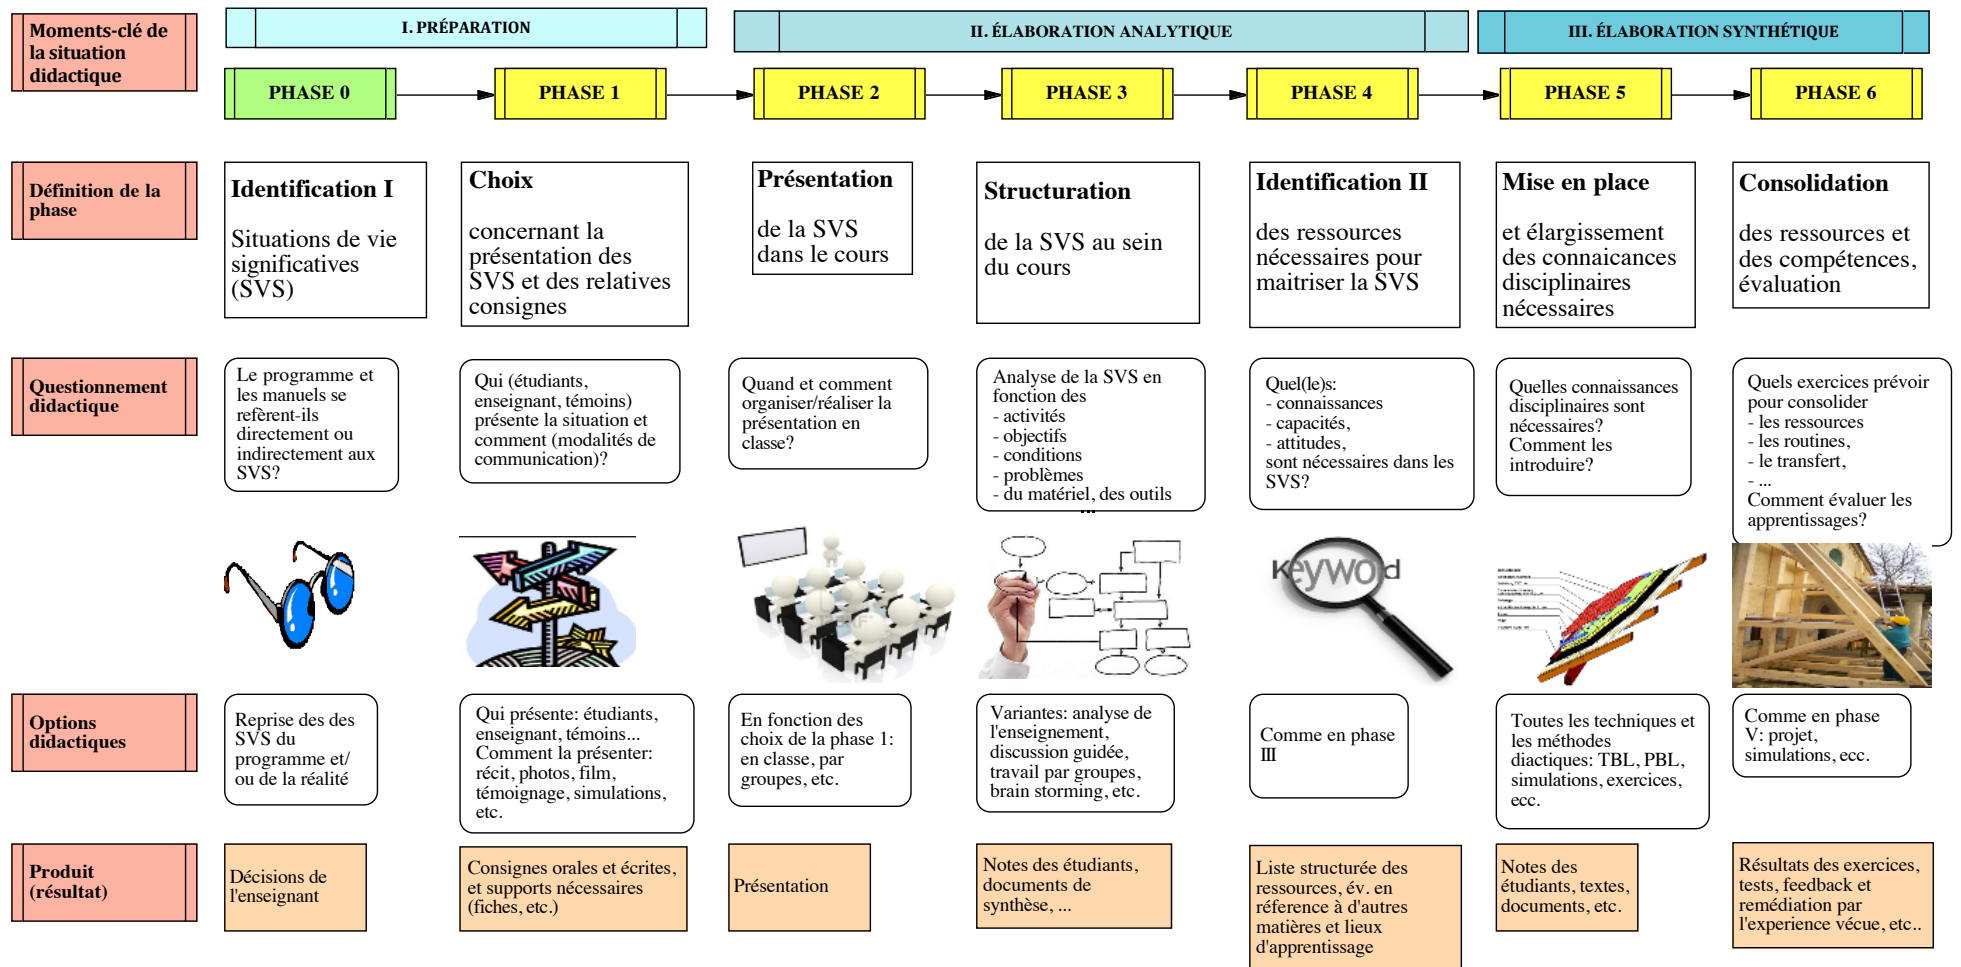 Moments-clé de
la situation
didactique
I. PRÉPARATION
II. ÉLABORATION ANALYTIQUE
III. ÉLABORATION SYNTHÉTIQUE
PHASE 0
PHASE 1
PHASE 2
PHASE 3
PHASE 4
PHASE 5
PHASE 6
Définition de la
phase
Identification I
Situations de vie
significatives
(SVS)
Choix
concernant la
présentation des
SVS et des relatives
consignes
Présentation
de la SVS
dans le cours
Structuration
de la SVS au sein
du cours
Identification II
des ressources
nécessaires pour
maitriser la SVS
Mise en place
et élargissement
des connaicances
disciplinaires
nécessaires
Consolidation
des ressources et
des compétences,
évaluation
Questionnement
didactique
Le programme et
les manuels se
refèrent-ils
directement ou
indirectement aux
SVS?
Qui (étudiants,
enseignant, témoins)
présente la situation et
comment (modalités de
communication)?
Quand et comment
organiser/réaliser la
présentation en
classe?
Analyse de la SVS en
fonction des
- activités
- objectifs
- conditions
- problèmes
- du matériel, des outils
...
Quel(le)s:
- connaissances
- capacités,
- attitudes,
sont nécessaires dans les
SVS?
Quelles connaissances
disciplinaires sont
nécessaires?
Comment les
introduire?
Quels exercices prévoir
pour consolider
- les ressources
- les routines,
- le transfert,
- ...
Comment évaluer les
apprentissages?
Keyword
Options
didactiques
Reprise des des
SVS du
programme et/
ou de la réalité
Qui présente: étudiants,
enseignant, témoins...
Comment la présenter:
récit, photos, film,
témoignage, simulations,
etc.
En fonction des
choix de la phase 1:
en classe, par
groupes, etc.
Variantes: analyse de
l'enseignement,
discussion guidée,
travail par groupes,
brain storming, etc.
Comme en phase
III
Toutes les techniques et
les méthodes
diactiques: TBL, PBL,
simulations, exercices,
ecc.
Comme en phase
V: projet,
simulations, ecc.
Produit
(résultat)
Décisions de
l'enseignant
Consignes orales et écrites,
et supports nécessaires
(fiches, etc.)
Présentation
Notes des étudiants,
documents de
synthèse, ...
Liste structurée des
ressources, év. en
réference à d'autres
matières et lieux
d'apprentissage
Notes des
étudiants, textes,
documents, etc.
Résultats des exercices,
tests, feedback et
remédiation par
l'experience vécue, etc..